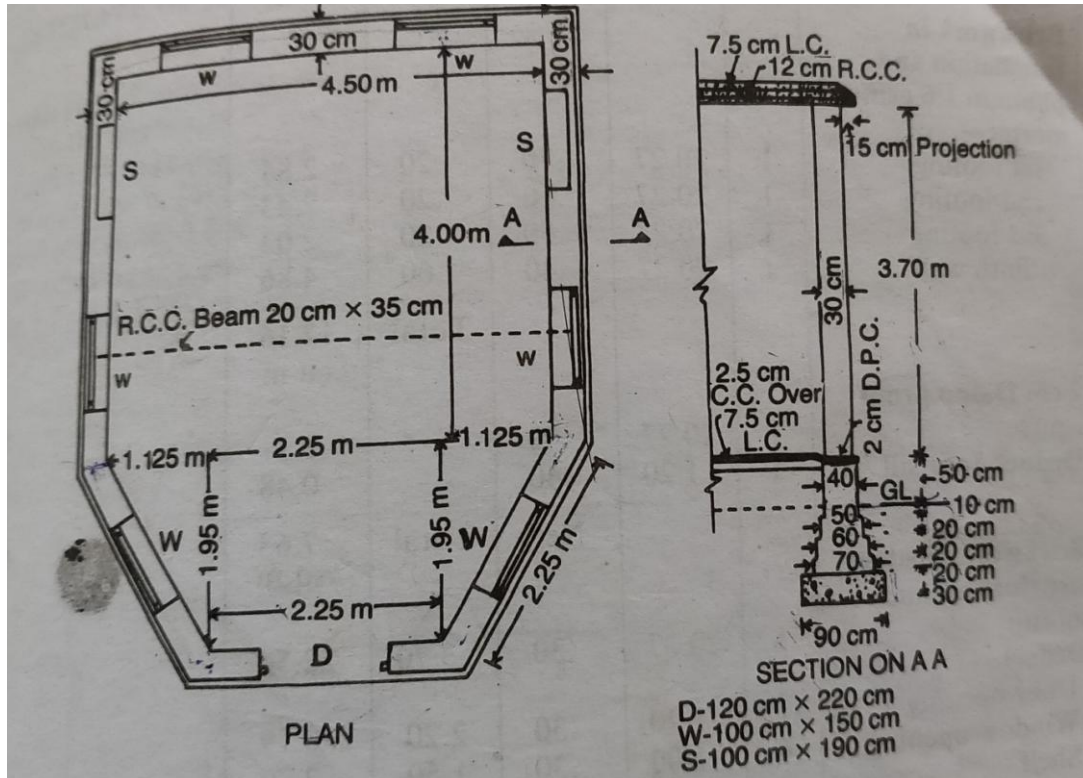 30 cm
W
W
4.50 m
30 cm
30 cm
S
S
4.00m
A
A
R.C.C. Beam 20 cm × 35 cm
W
W
1.125 m
2.25 m
1.125 m
W
1.95 m
1.95 m
W
2.25 m
2.25 m
D
PLAN
7.5 cm L.C.
12 cm R.C.C.
15 cm Projection
3.70 m
30 cm
2 cm D.P.C.
2.5 cm
C.C. Over
7.5 cm
L.C.
40
50 cm
GL
10 cm
50
20 cm
60
20 cm
70
20 cm
30 cm
90 cm
SECTION ON A A
D-120 cm × 220 cm
W-100 cm × 150 cm
S-100 cm × 190 cm